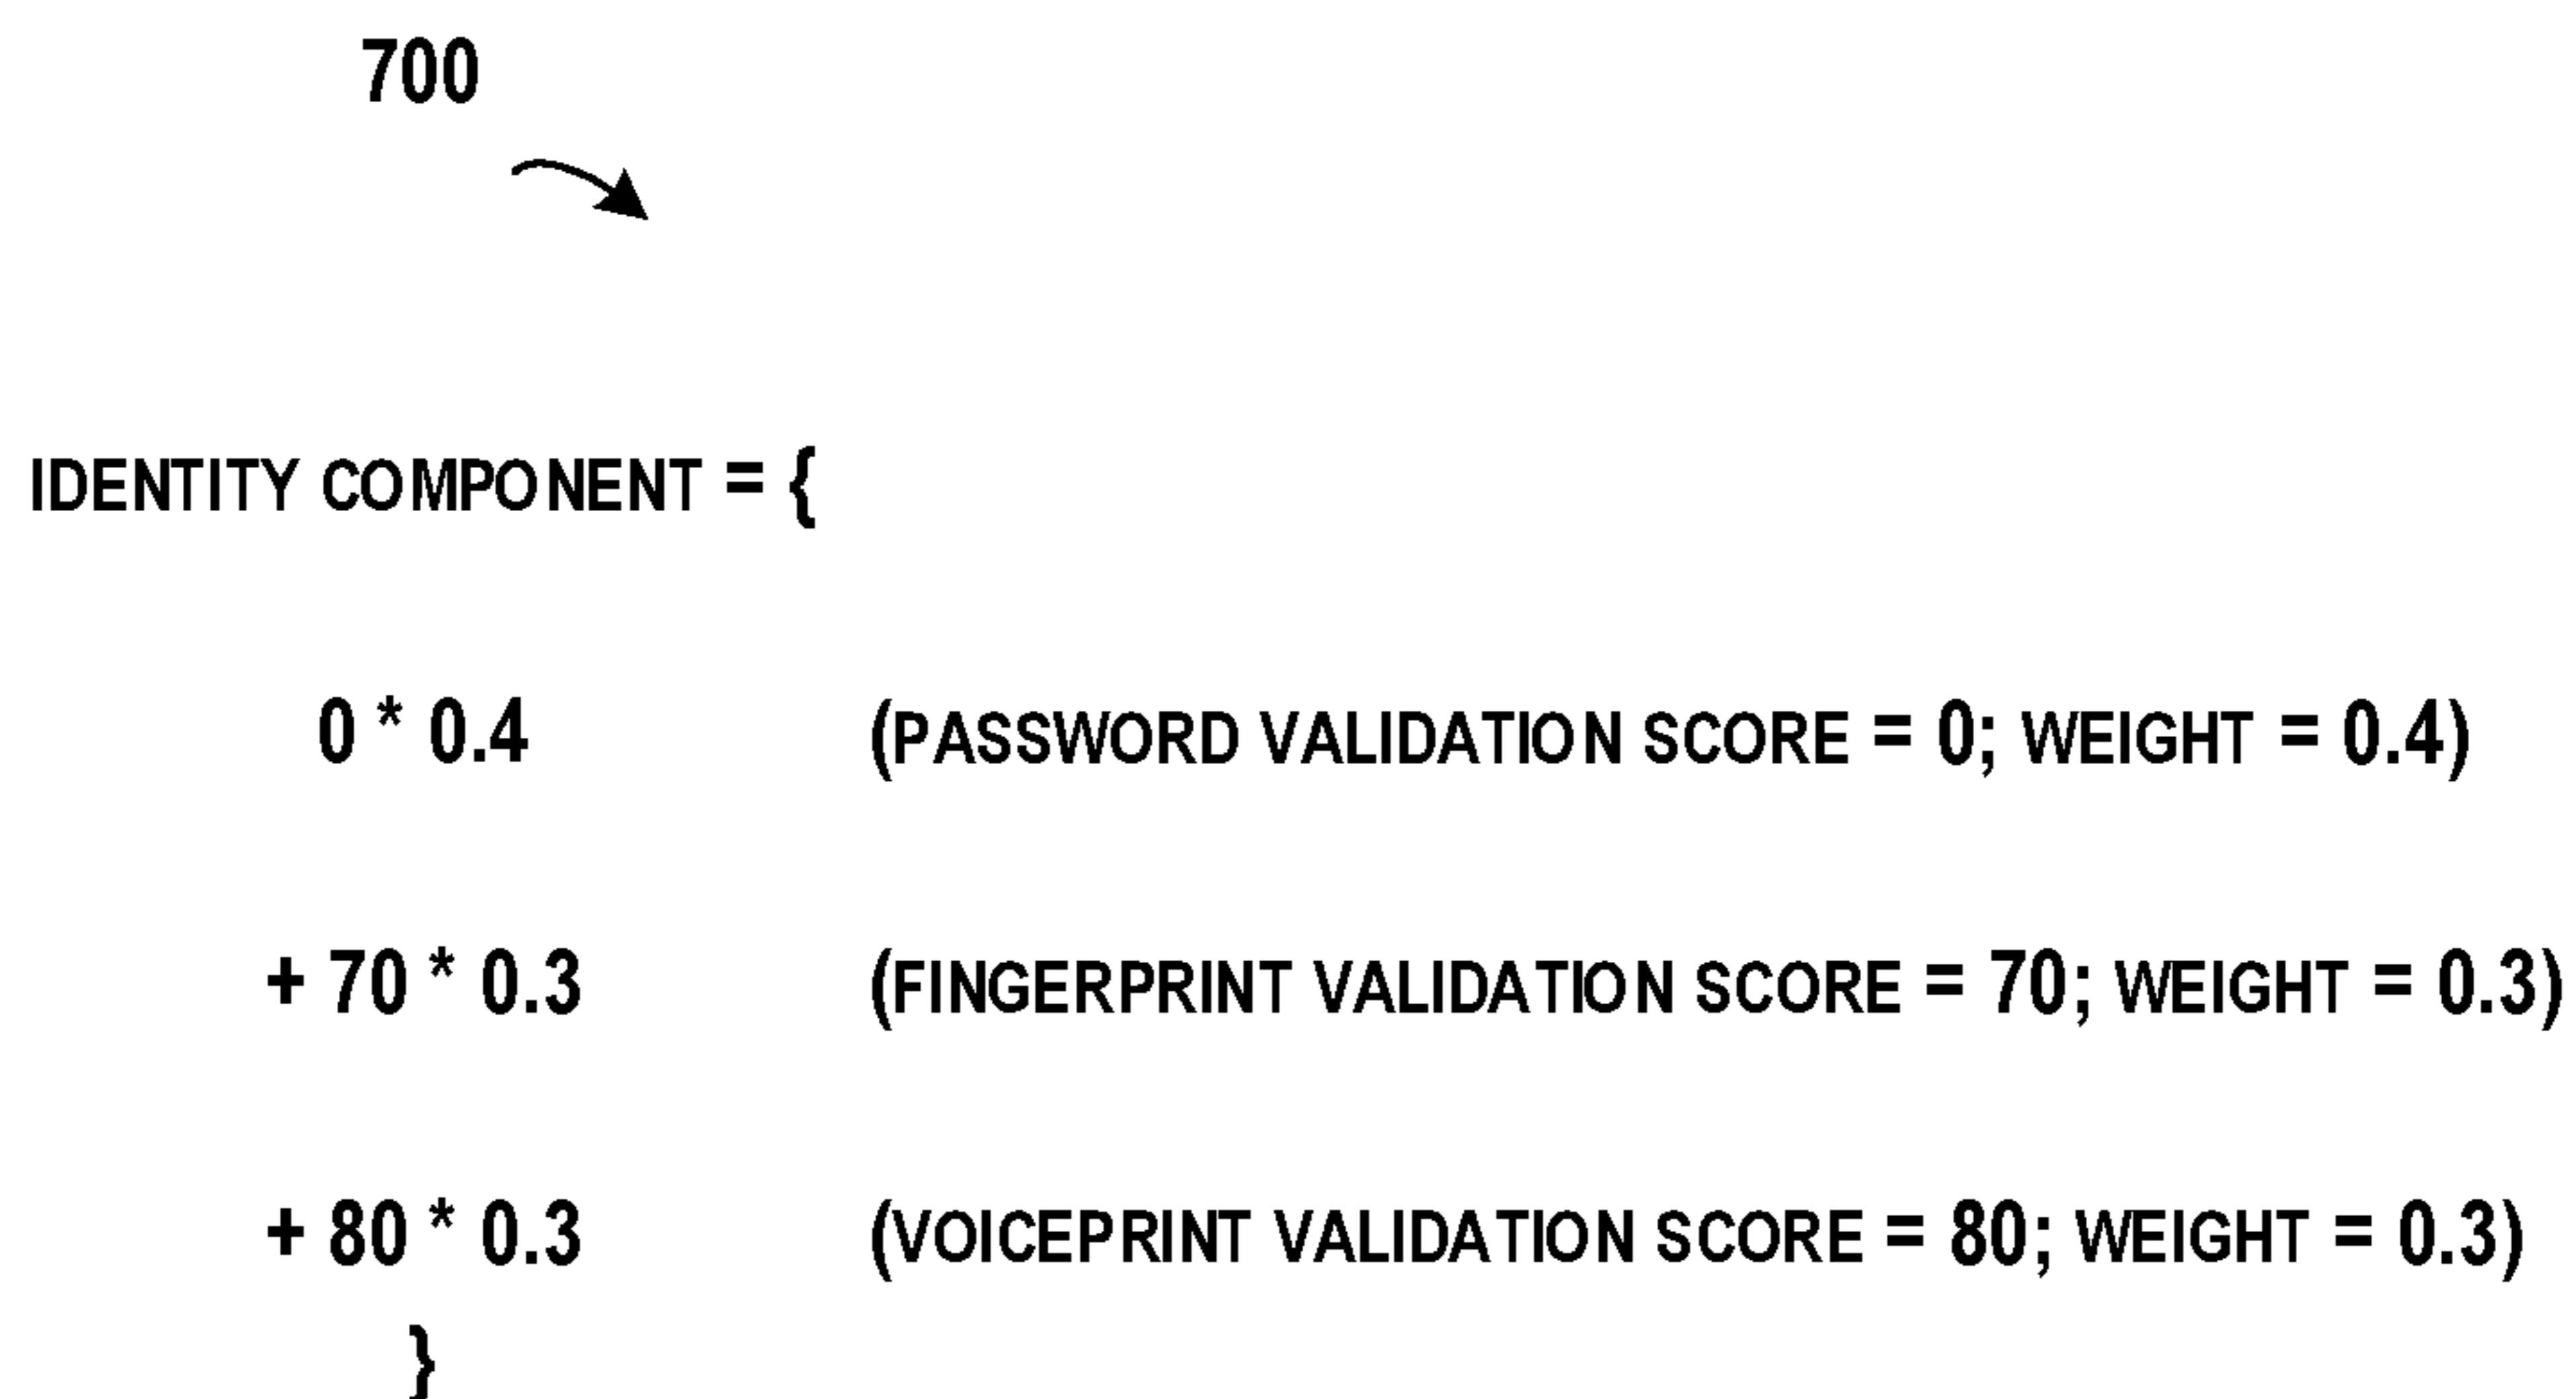 700
IDENTITY COMPONENT = {
0 * 0.4 (PASSWORD VALIDATION SCORE = 0; WEIGHT = 0.4)
+ 70 * 0.3 (FINGERPRINT VALIDATION SCORE = 70; WEIGHT = 0.3)
+ 80 * 0.3 (VOICEPRINT VALIDATION SCORE = 80; WEIGHT = 0.3)
}